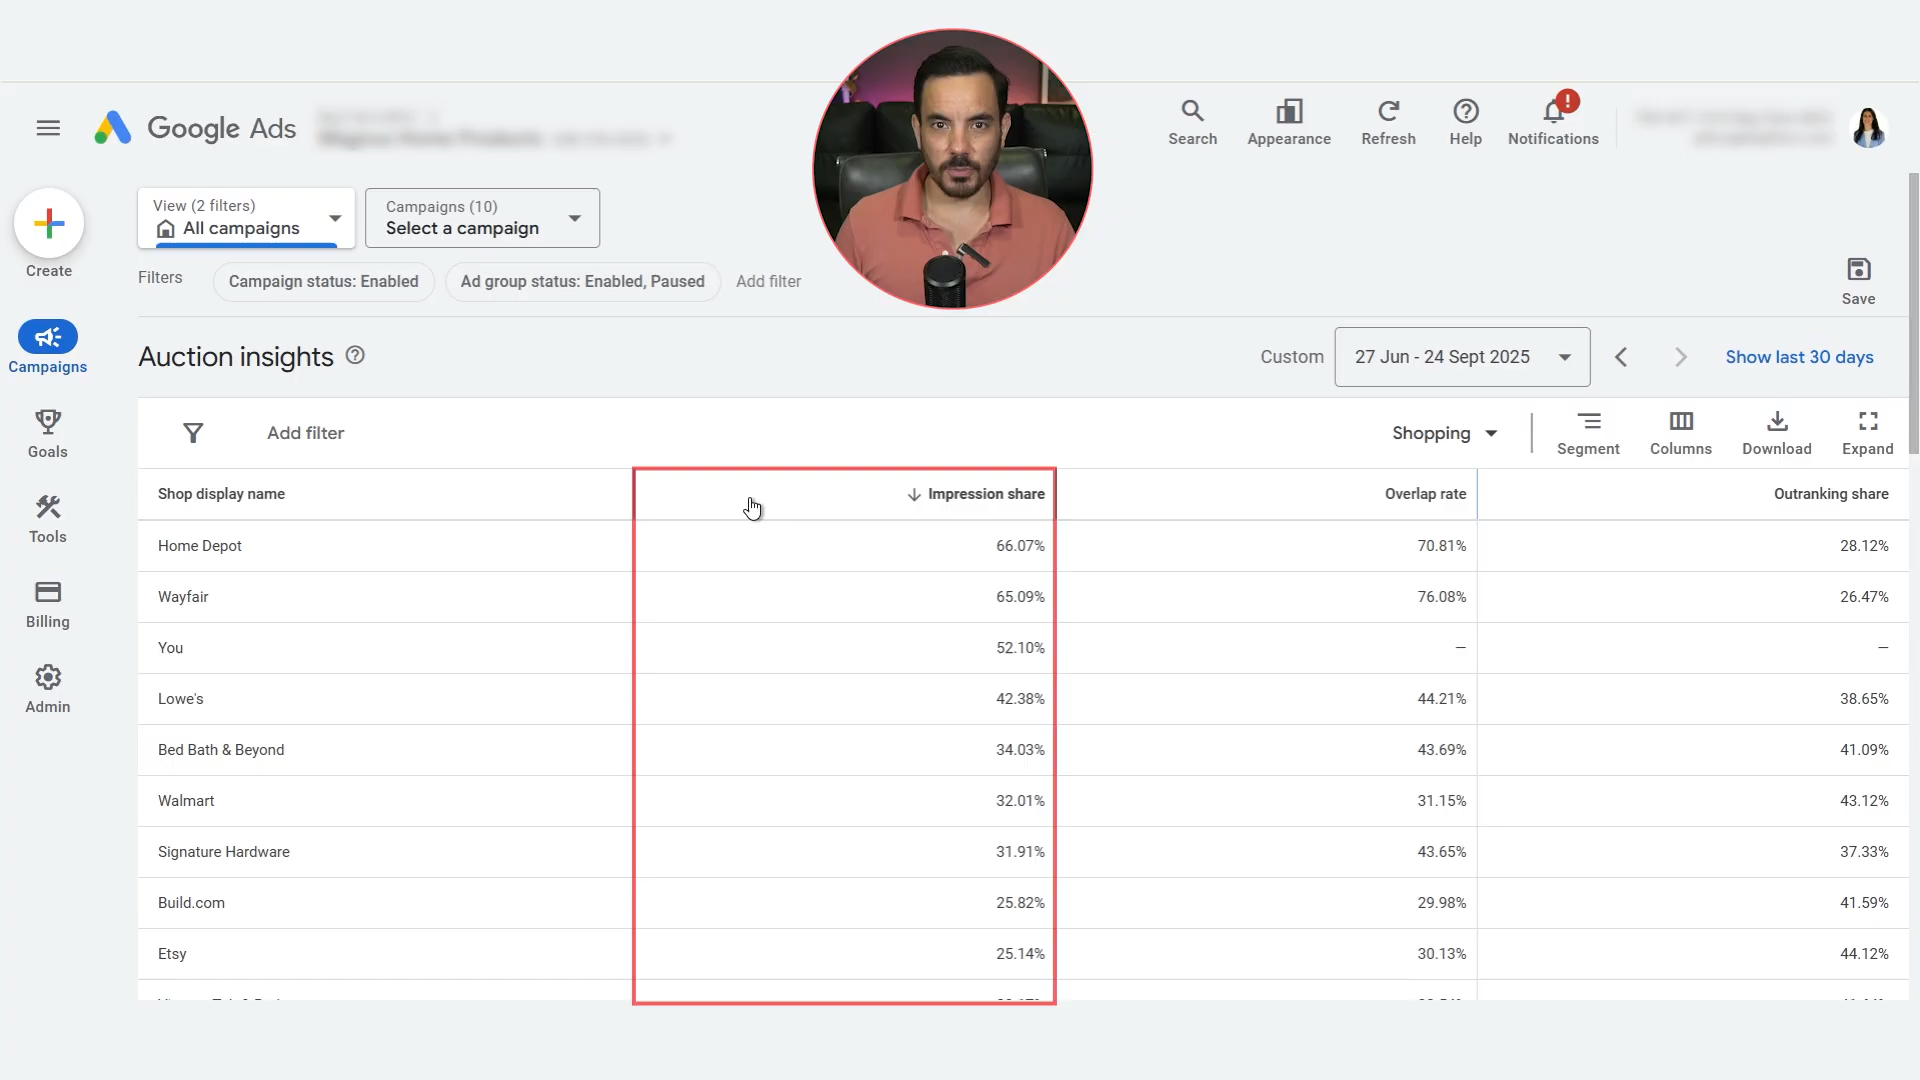 Google Ads
Search
Appearance
Refresh
Help
Notifications
View (2 filters)
All campaigns
Campaigns (10)
Select a campaign
Create
Filters
Campaign status: Enabled
Ad group status: Enabled, Paused
Add filter
Save
Campaigns
Auction insights
Custom
27 Jun - 24 Sept 2025
Show last 30 days
Goals
Add filter
Shopping
Segment
Columns
Download
Expand
Shop display name
Impression share
Overlap rate
Outranking share
Tools
Home Depot 66.07% 70.81% 28.12%
Wayfair 65.09% 76.08% 26.47%
Billing
You 52.10% — —
Admin
Lowe's 42.38% 44.21% 38.65%
Bed Bath & Beyond 34.03% 43.69% 41.09%
Walmart 32.01% 31.15% 43.12%
Signature Hardware 31.91% 43.65% 37.33%
Build.com 25.82% 29.98% 41.59%
Etsy 25.14% 30.13% 44.12%